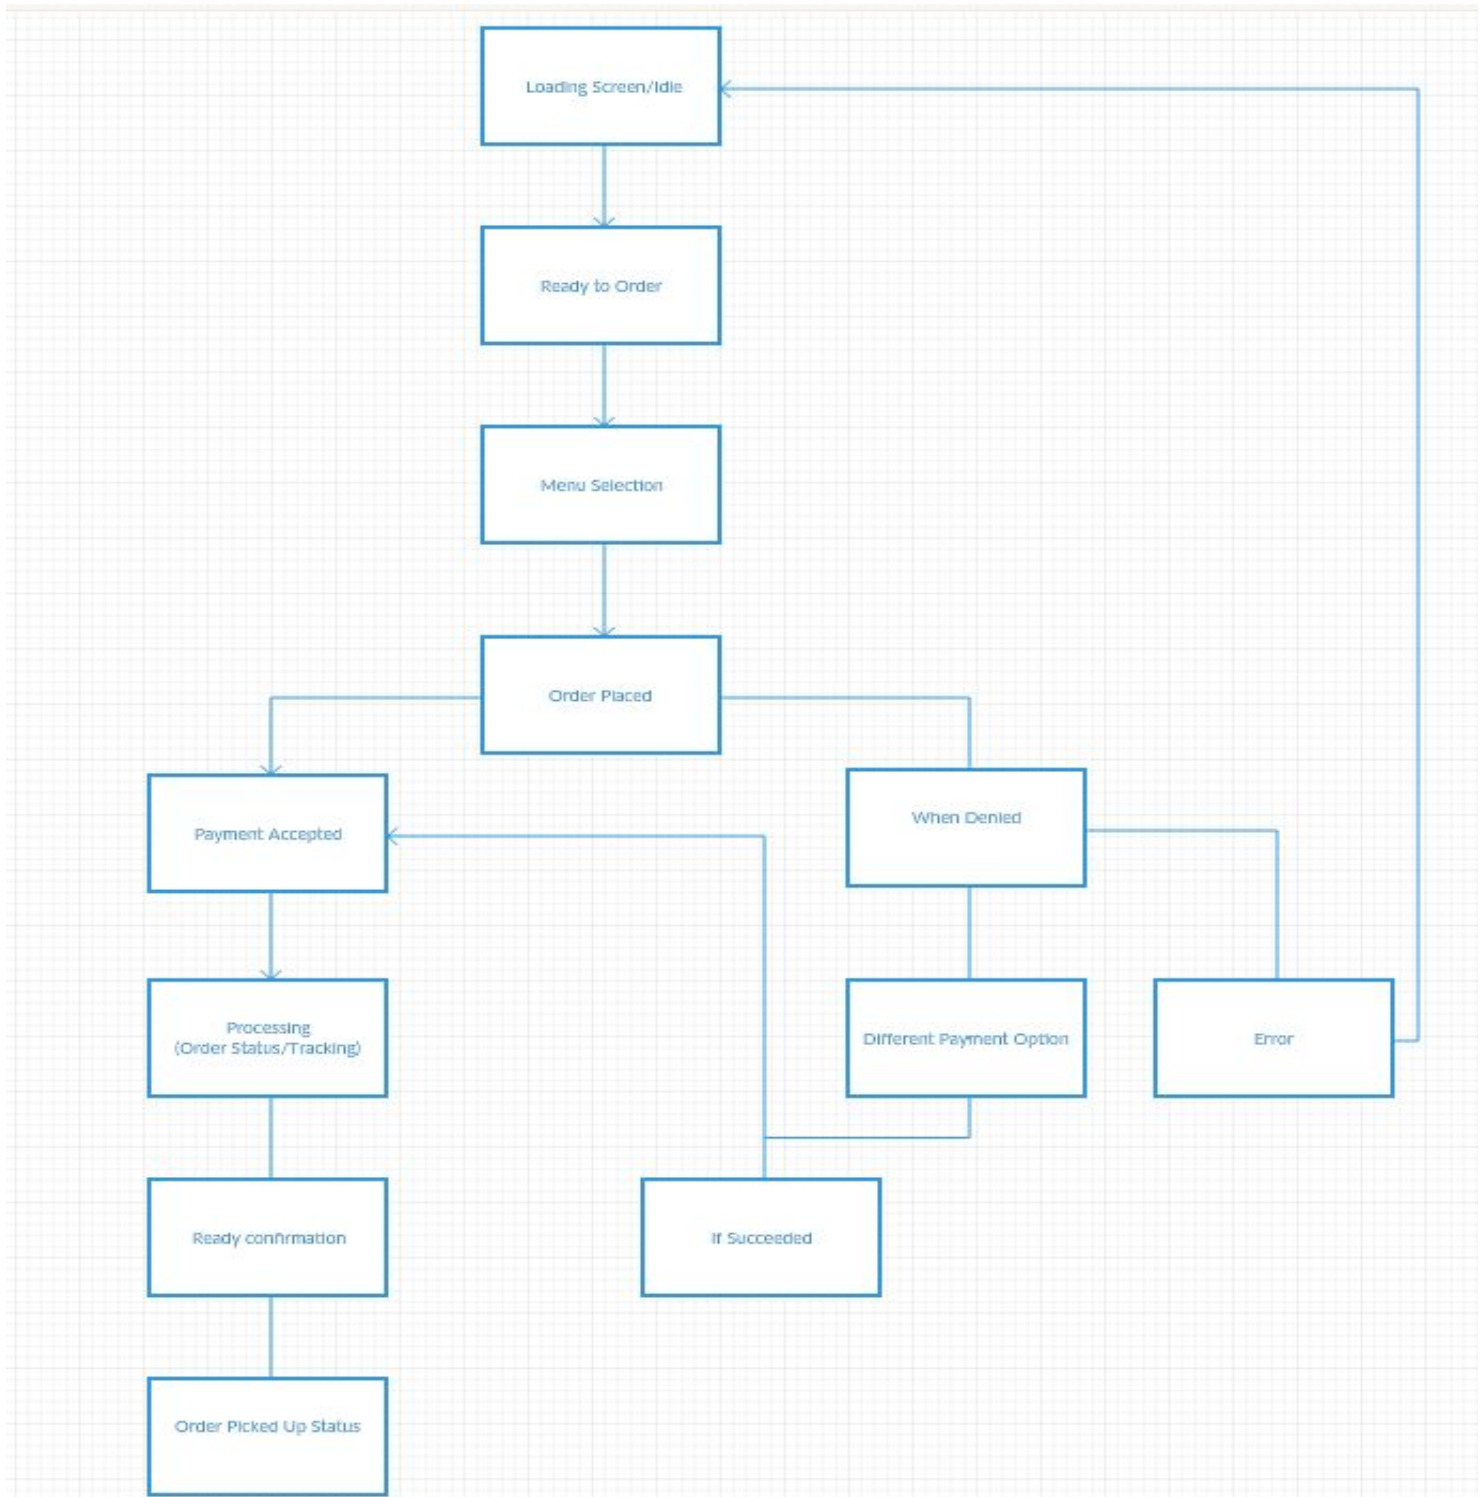 Loading Screen/Idle
Ready to Order
Menu Selection
Order Placed
Payment Accepted
When Denied
Processing
(Order Status/Tracking)
Different Payment Option
Error
Ready confirmation
If Succeeded
Order Picked Up Status